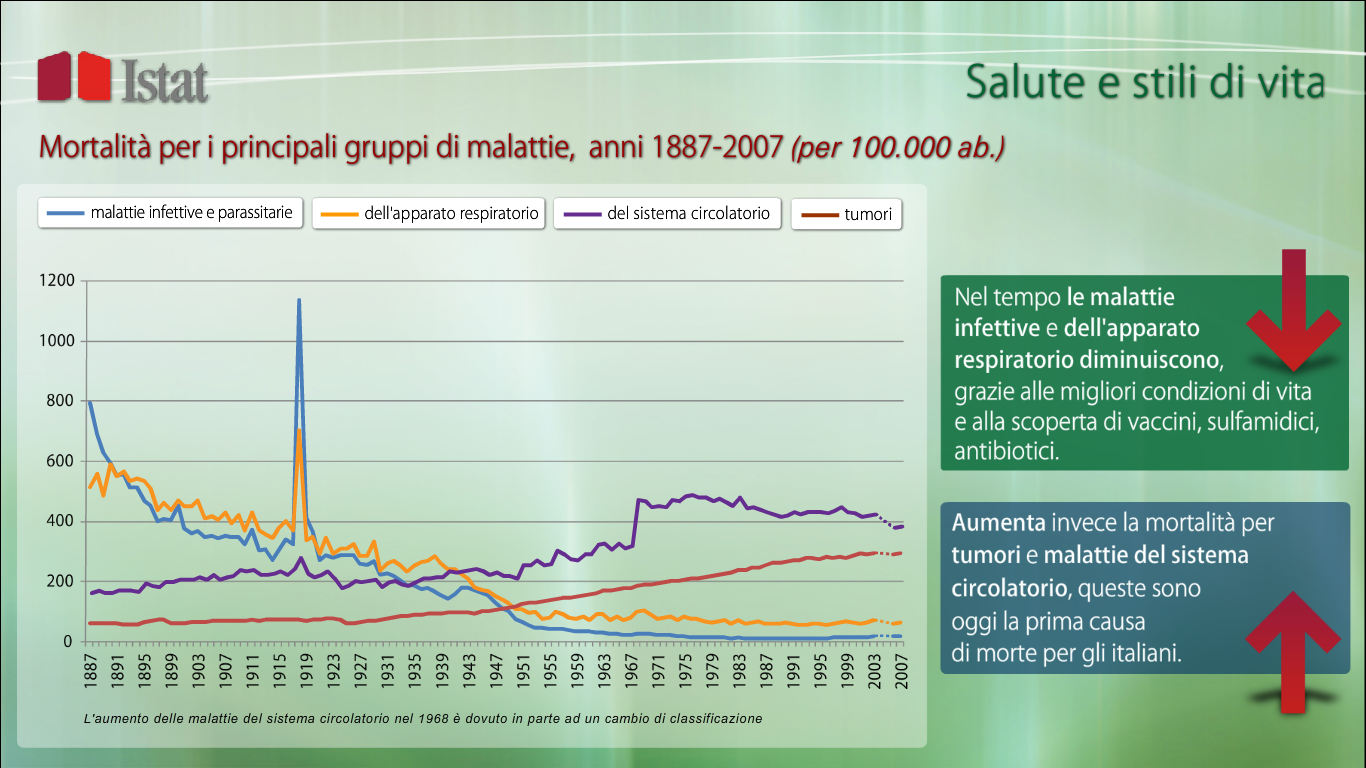 Istat
Salute e stili di vita
Mortalità per i principali gruppi di malattie, anni 1887-2007 (per 100.000 ab.)
malattie infettive e parassitarie
dell'apparato respiratorio
del sistema circolatorio
tumori
1200
1000
800
600
400
200
0
1887
1891
1895
1899
1903
1907
1911
1915
1919
1923
1927
1931
1935
1939
1943
1947
1951
1955
1959
1963
1967
1971
1975
1979
1983
1987
1991
1995
1999
2003
2007
L'aumento delle malattie del sistema circolatorio nel 1968 è dovuto in parte ad un cambio di classificazione
Nel tempo le malattie
infettive e dell'apparato
respiratorio diminuiscono,
grazie alle migliori condizioni di vita
e alla scoperta di vaccini, sulfamidici,
antibiotici.
Aumenta invece la mortalità per
tumori e malattie del sistema
circolatorio, queste sono
oggi la prima causa
di morte per gli italiani.